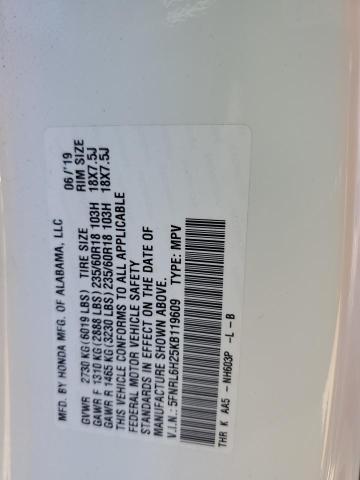 MFD. BY HONDA MFG. OF ALABAMA, LLC 06/'19
GVWR 2730 KG (6019 LBS) TIRE SIZE RIM SIZE
GAWR F 1310 KG (2888 LBS) 235/60R18 103H 18X7.5J
GAWR R 1465 KG (3230 LBS) 235/60R18 103H 18X7.5J
THIS VEHICLE CONFORMS TO ALL APPLICABLE
FEDERAL MOTOR VEHICLE SAFETY
STANDARDS IN EFFECT ON THE DATE OF
MANUFACTURE SHOWN ABOVE.
V.I.N.: 5FNRL6H25KB119609 TYPE: MPV
THR K AA5 -NH603P -L -B